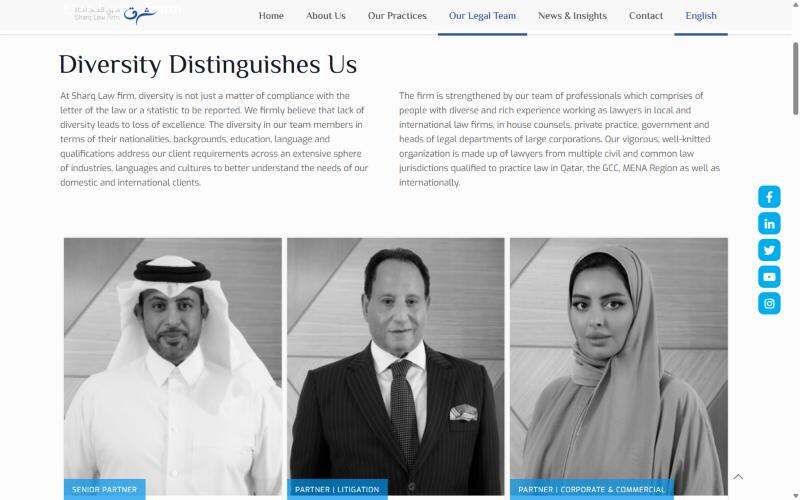 Sharq Law Firm
شرق
Home About Us Our Practices Our Legal Team News & Insights Contact English
Diversity Distinguishes Us
At Sharq Law firm, diversity is not just a matter of compliance with the
letter of the law or a statistic to be reported. We firmly believe that lack of
diversity leads to loss of excellence. The diversity in our team members in
terms of their nationalities, backgrounds, education, language and
qualifications address our client requirements across an extensive sphere
of industries, languages and cultures to better understand the needs of our
domestic and international clients.
The firm is strengthened by our team of professionals which comprises of
people with diverse and rich experience working as lawyers in local and
international law firms, in house counsels, private practice, government and
heads of legal departments of large corporations. Our vigorous, well-knitted
organization is made up of lawyers from multiple civil and common law
jurisdictions qualified to practice law in Qatar, the GCC, MENA Region as well as
internationally.
SENIOR PARTNER
PARTNER | LITIGATION
PARTNER | CORPORATE & COMMERCIAL